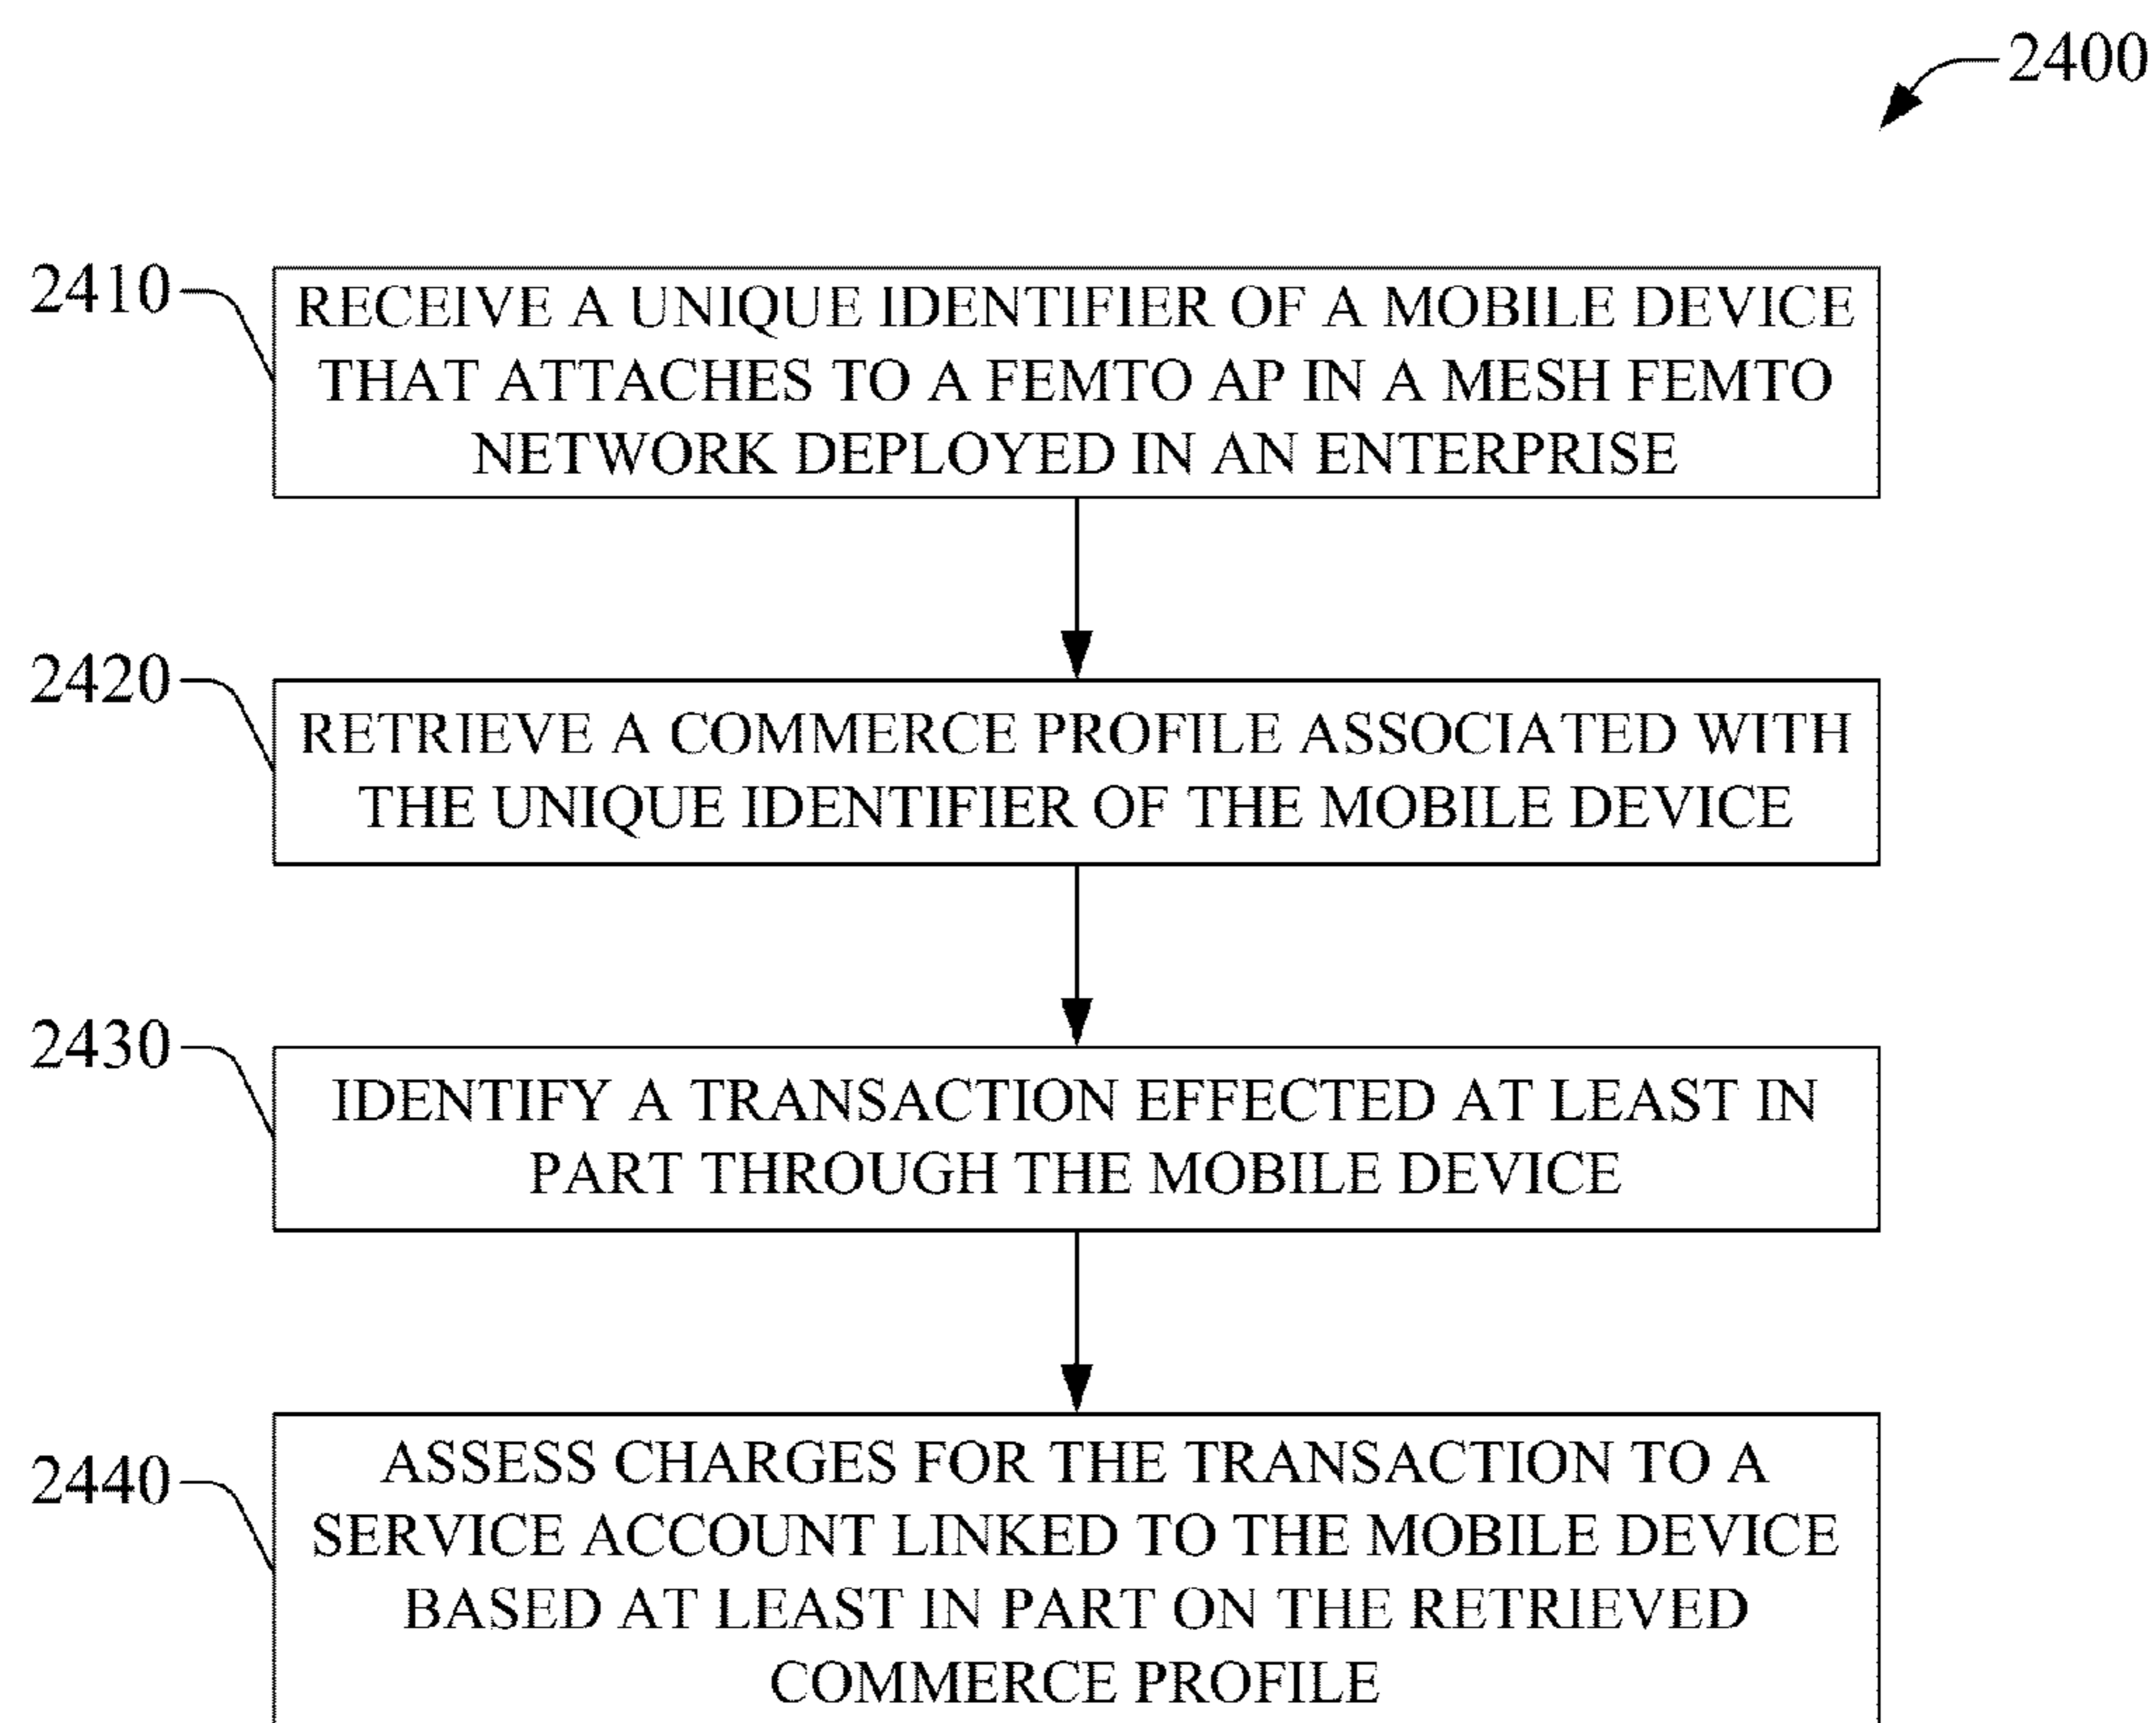 2400
2410
RECEIVE A UNIQUE IDENTIFIER OF A MOBILE DEVICE
THAT ATTACHES TO A FEMTO AP IN A MESH FEMTO
NETWORK DEPLOYED IN AN ENTERPRISE
2420
RETRIEVE A COMMERCE PROFILE ASSOCIATED WITH
THE UNIQUE IDENTIFIER OF THE MOBILE DEVICE
2430
IDENTIFY A TRANSACTION EFFECTED AT LEAST IN
PART THROUGH THE MOBILE DEVICE
2440
ASSESS CHARGES FOR THE TRANSACTION TO A
SERVICE ACCOUNT LINKED TO THE MOBILE DEVICE
BASED AT LEAST IN PART ON THE RETRIEVED
COMMERCE PROFILE